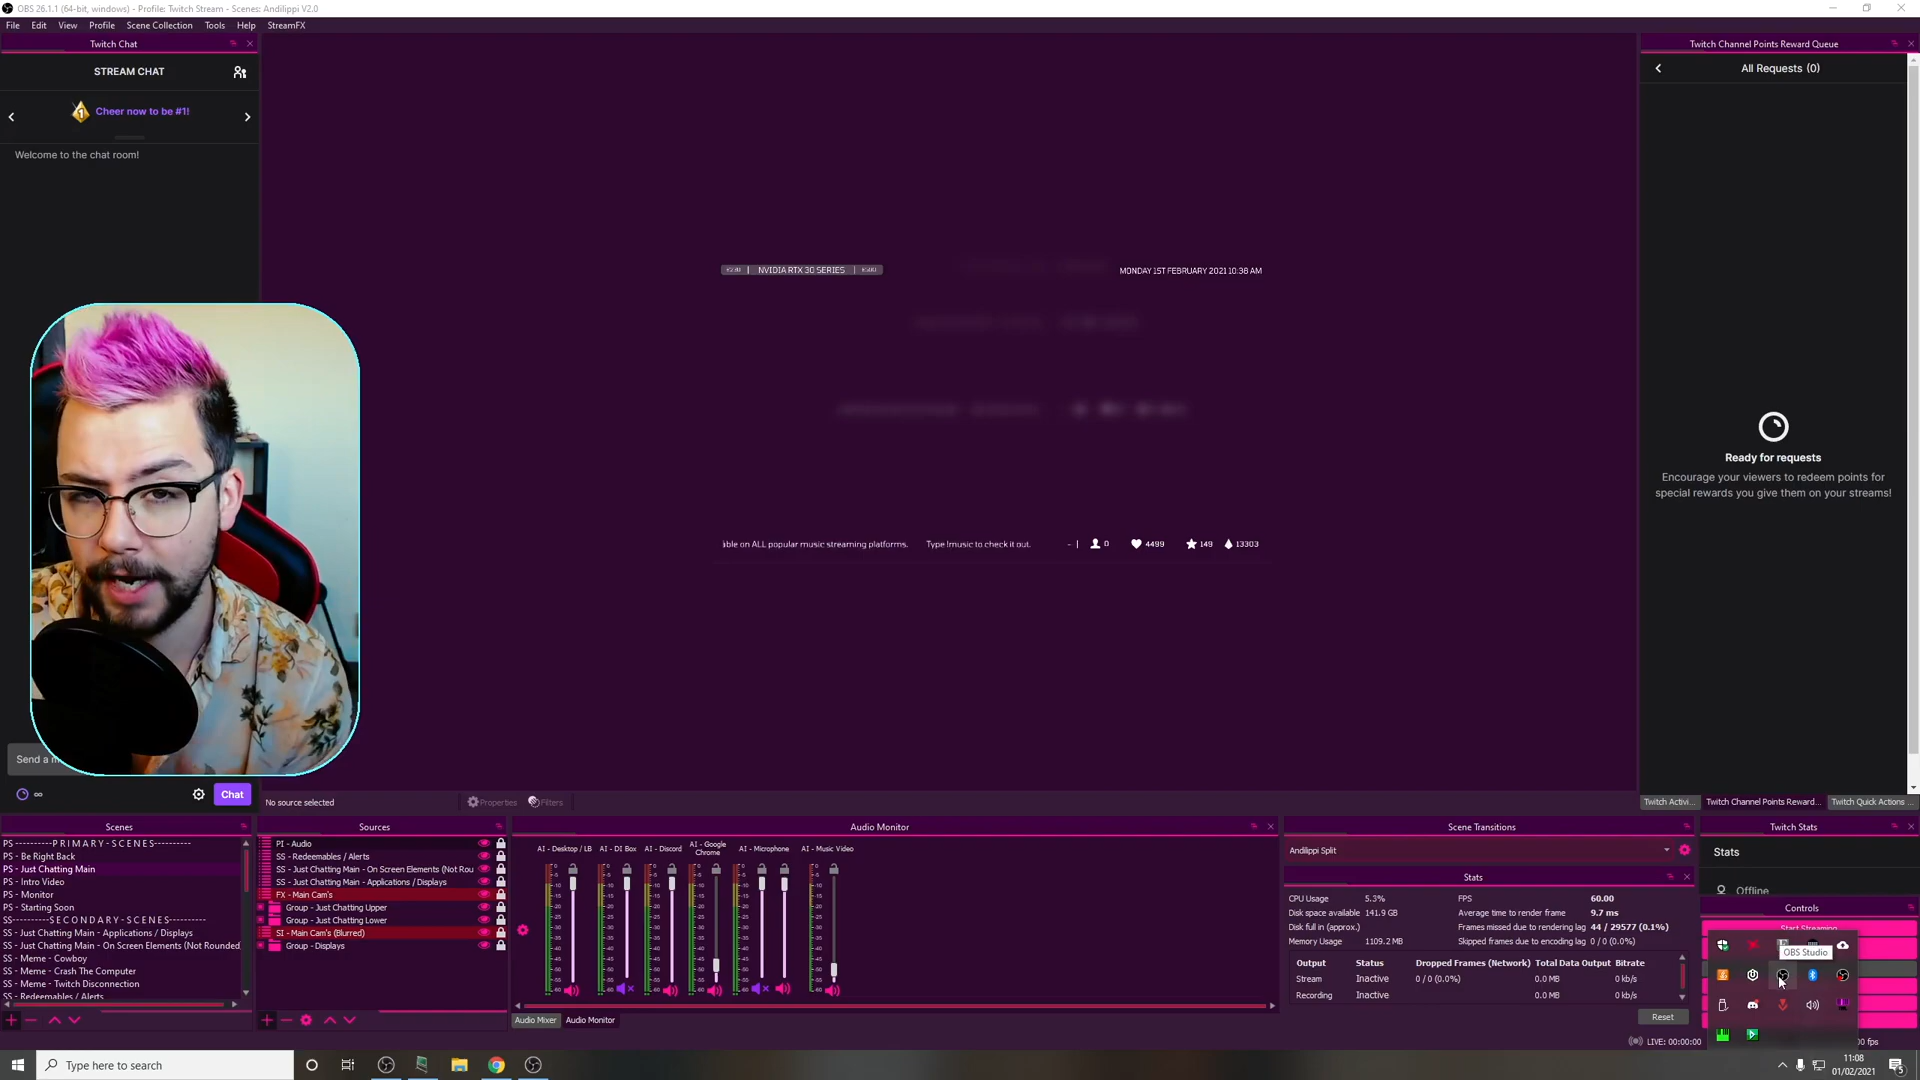 OBS 26.1.1 (64-bit, windows) - Profile: Twitch Stream - Scenes: Andilippi V2.0
File Edit View Profile Scene Collection Tools Help StreamFX
Twitch Chat
STREAM CHAT
1
Cheer now to be #1!
Welcome to the chat room!
Send a m
∞
Chat
NVIDIA RTX 30 SERIES
MONDAY 1ST FEBRUARY 2021 10:38 AM
able on ALL popular music streaming platforms. Type !music to check it out. - | 0 4499 149 13303
Twitch Channel Points Reward Queue
All Requests (0)
Ready for requests
Encourage your viewers to redeem points for
special rewards you give them on your streams!
No source selected
Properties
Filters
Twitch Activi...
Twitch Channel Points Reward...
Twitch Quick Actions ...
Scenes
PS ----------P R I M A R Y - S C E N E S----------
PS - Be Right Back
PS - Just Chatting Main
PS - Intro Video
PS - Monitor
PS - Starting Soon
SS----------S E C O N D A R Y - S C E N E S----------
SS - Just Chatting Main - Applications / Displays
SS - Just Chatting Main - On Screen Elements (Not Rounded
SS - Meme - Cowboy
SS - Meme - Crash The Computer
SS - Meme - Twitch Disconnection
SS - Redeemables / Alerts
Sources
PI - Audio
SS - Redeemables / Alerts
SS - Just Chatting Main - On Screen Elements (Not Rou
SS - Just Chatting Main - Applications / Displays
FX - Main Cam's
Group - Just Chatting Upper
Group - Just Chatting Lower
SI - Main Cam's (Blurred)
Group - Displays
Audio Monitor
AI - Desktop / LB
AI - DI Box
AI - Discord
AI - Google
Chrome
AI - Microphone
AI - Music Video
Audio Mixer
Audio Monitor
Scene Transitions
Andilippi Split
Stats
CPU Usage 5.3%
Disk space available 141.9 GB
Disk full in (approx.)
Memory Usage 1109.2 MB
FPS 60.00
Average time to render frame 9.7 ms
Frames missed due to rendering lag 44 / 29577 (0.1%)
Skipped frames due to encoding lag 0 / 0 (0.0%)
Output Status Dropped Frames (Network) Total Data Output Bitrate
Stream Inactive 0 / 0 (0.0%) 0.0 MB 0 kb/s
Recording Inactive 0.0 MB 0 kb/s
Reset
Twitch Stats
Stats
Offline
Controls
Start Streaming
OBS Studio
LIVE: 00:00:00
00 fps
Type here to search
11:08
01/02/2021
5